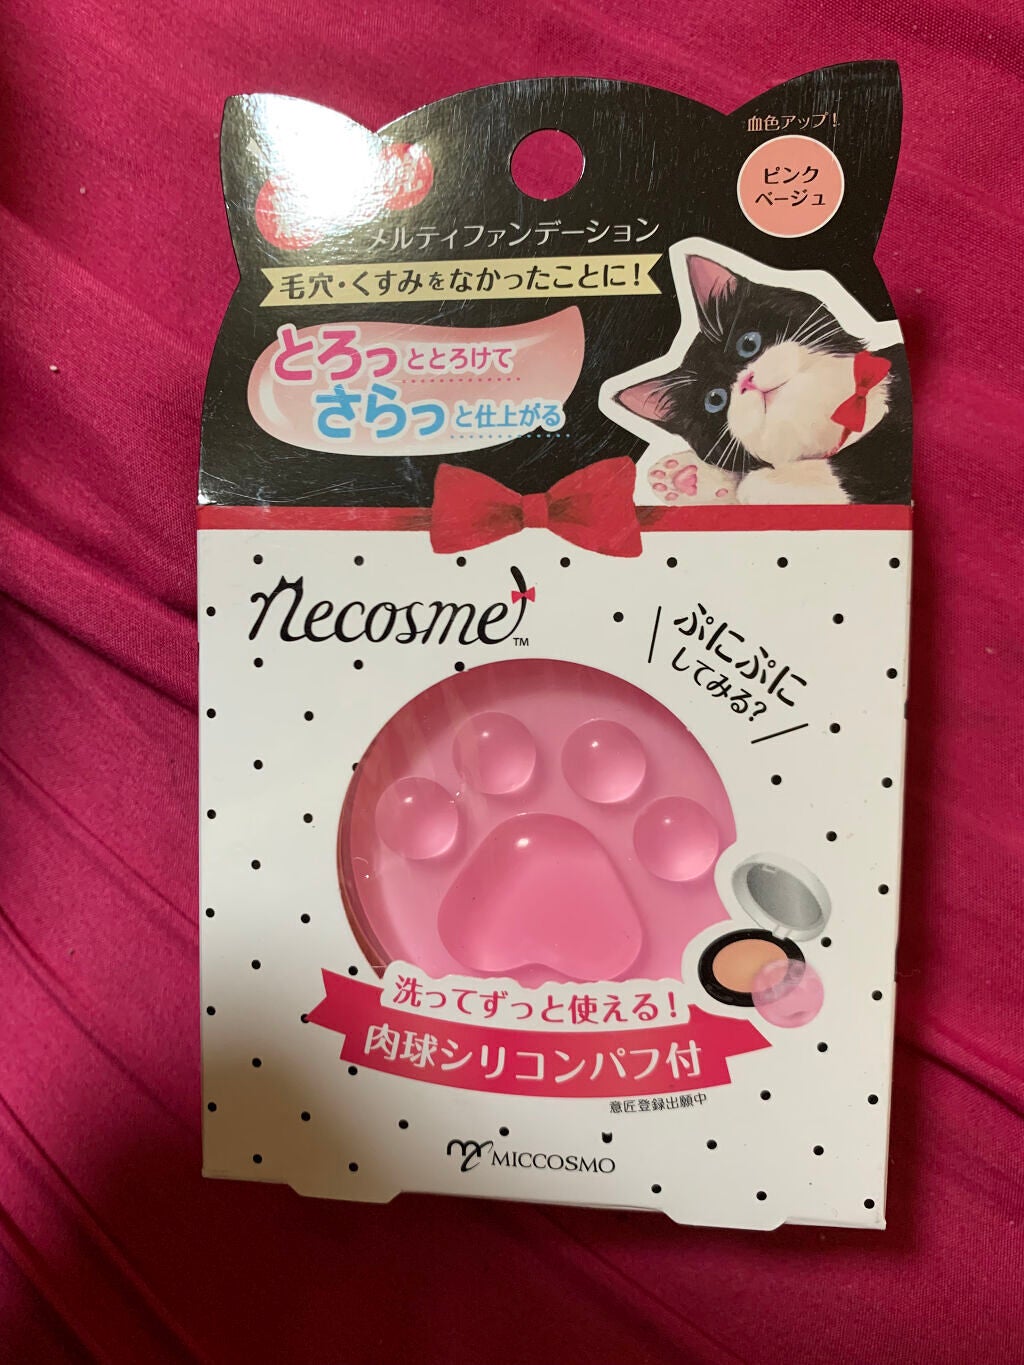 血色アップ!
ピンク
ベージュ
メルティファンデーション
毛穴・くすみをなかったことに!
とろっととろけて
さらっと仕上がる
necosme
TM
ぷにぷに
してみる?
洗ってずっと使える!
肉球シリコンパフ付
意匠登録出願中
MICCOSMO